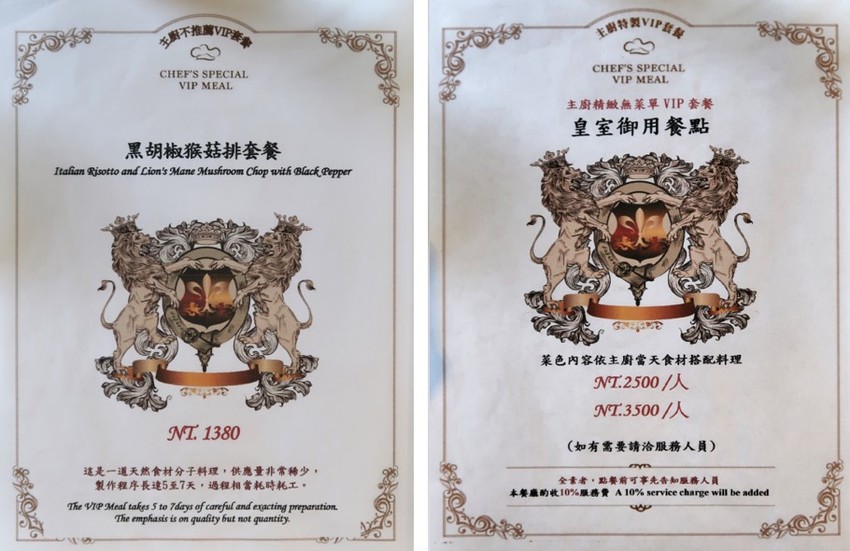 主廚不推薦VIP套餐
CHEF'S SPECIAL
VIP MEAL
黑胡椒猴菇排套餐
Italian Risotto and Lion's Mane Mushroom Chop with Black Pepper
NT. 1380
這是一道天然食材分子料理，供應量非常稀少，
製作程序長達5至7天，過程相當耗時耗工。
The VIP Meal takes 5 to 7days of careful and exacting preparation.
The emphasis is on quality but not quantity.
主廚特製VIP套餐
CHEF'S SPECIAL
VIP MEAL
主廚精緻無菜單VIP套餐
皇室御用餐點
菜色內容依主廚當天食材搭配料理
NT.2500 /人
NT.3500 /人
(如有需要請洽服務人員)
全素者，點餐前可事先告知服務人員
本餐廳酌收10%服務費 A 10% service charge will be added